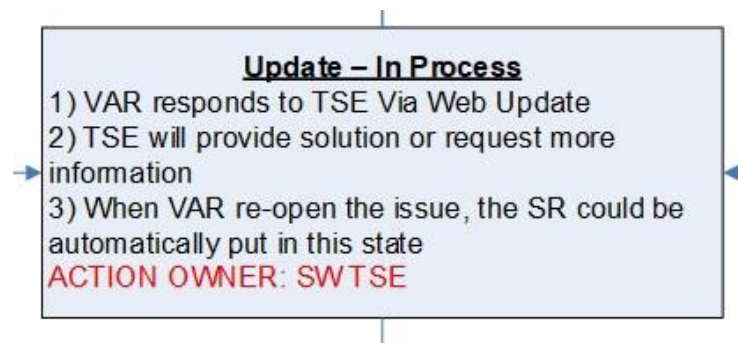 Update – In Process
1) VAR responds to TSE Via Web Update
2) TSE will provide solution or request more
information
3) When VAR re-open the issue, the SR could be
automatically put in this state
ACTION OWNER: SWTSE